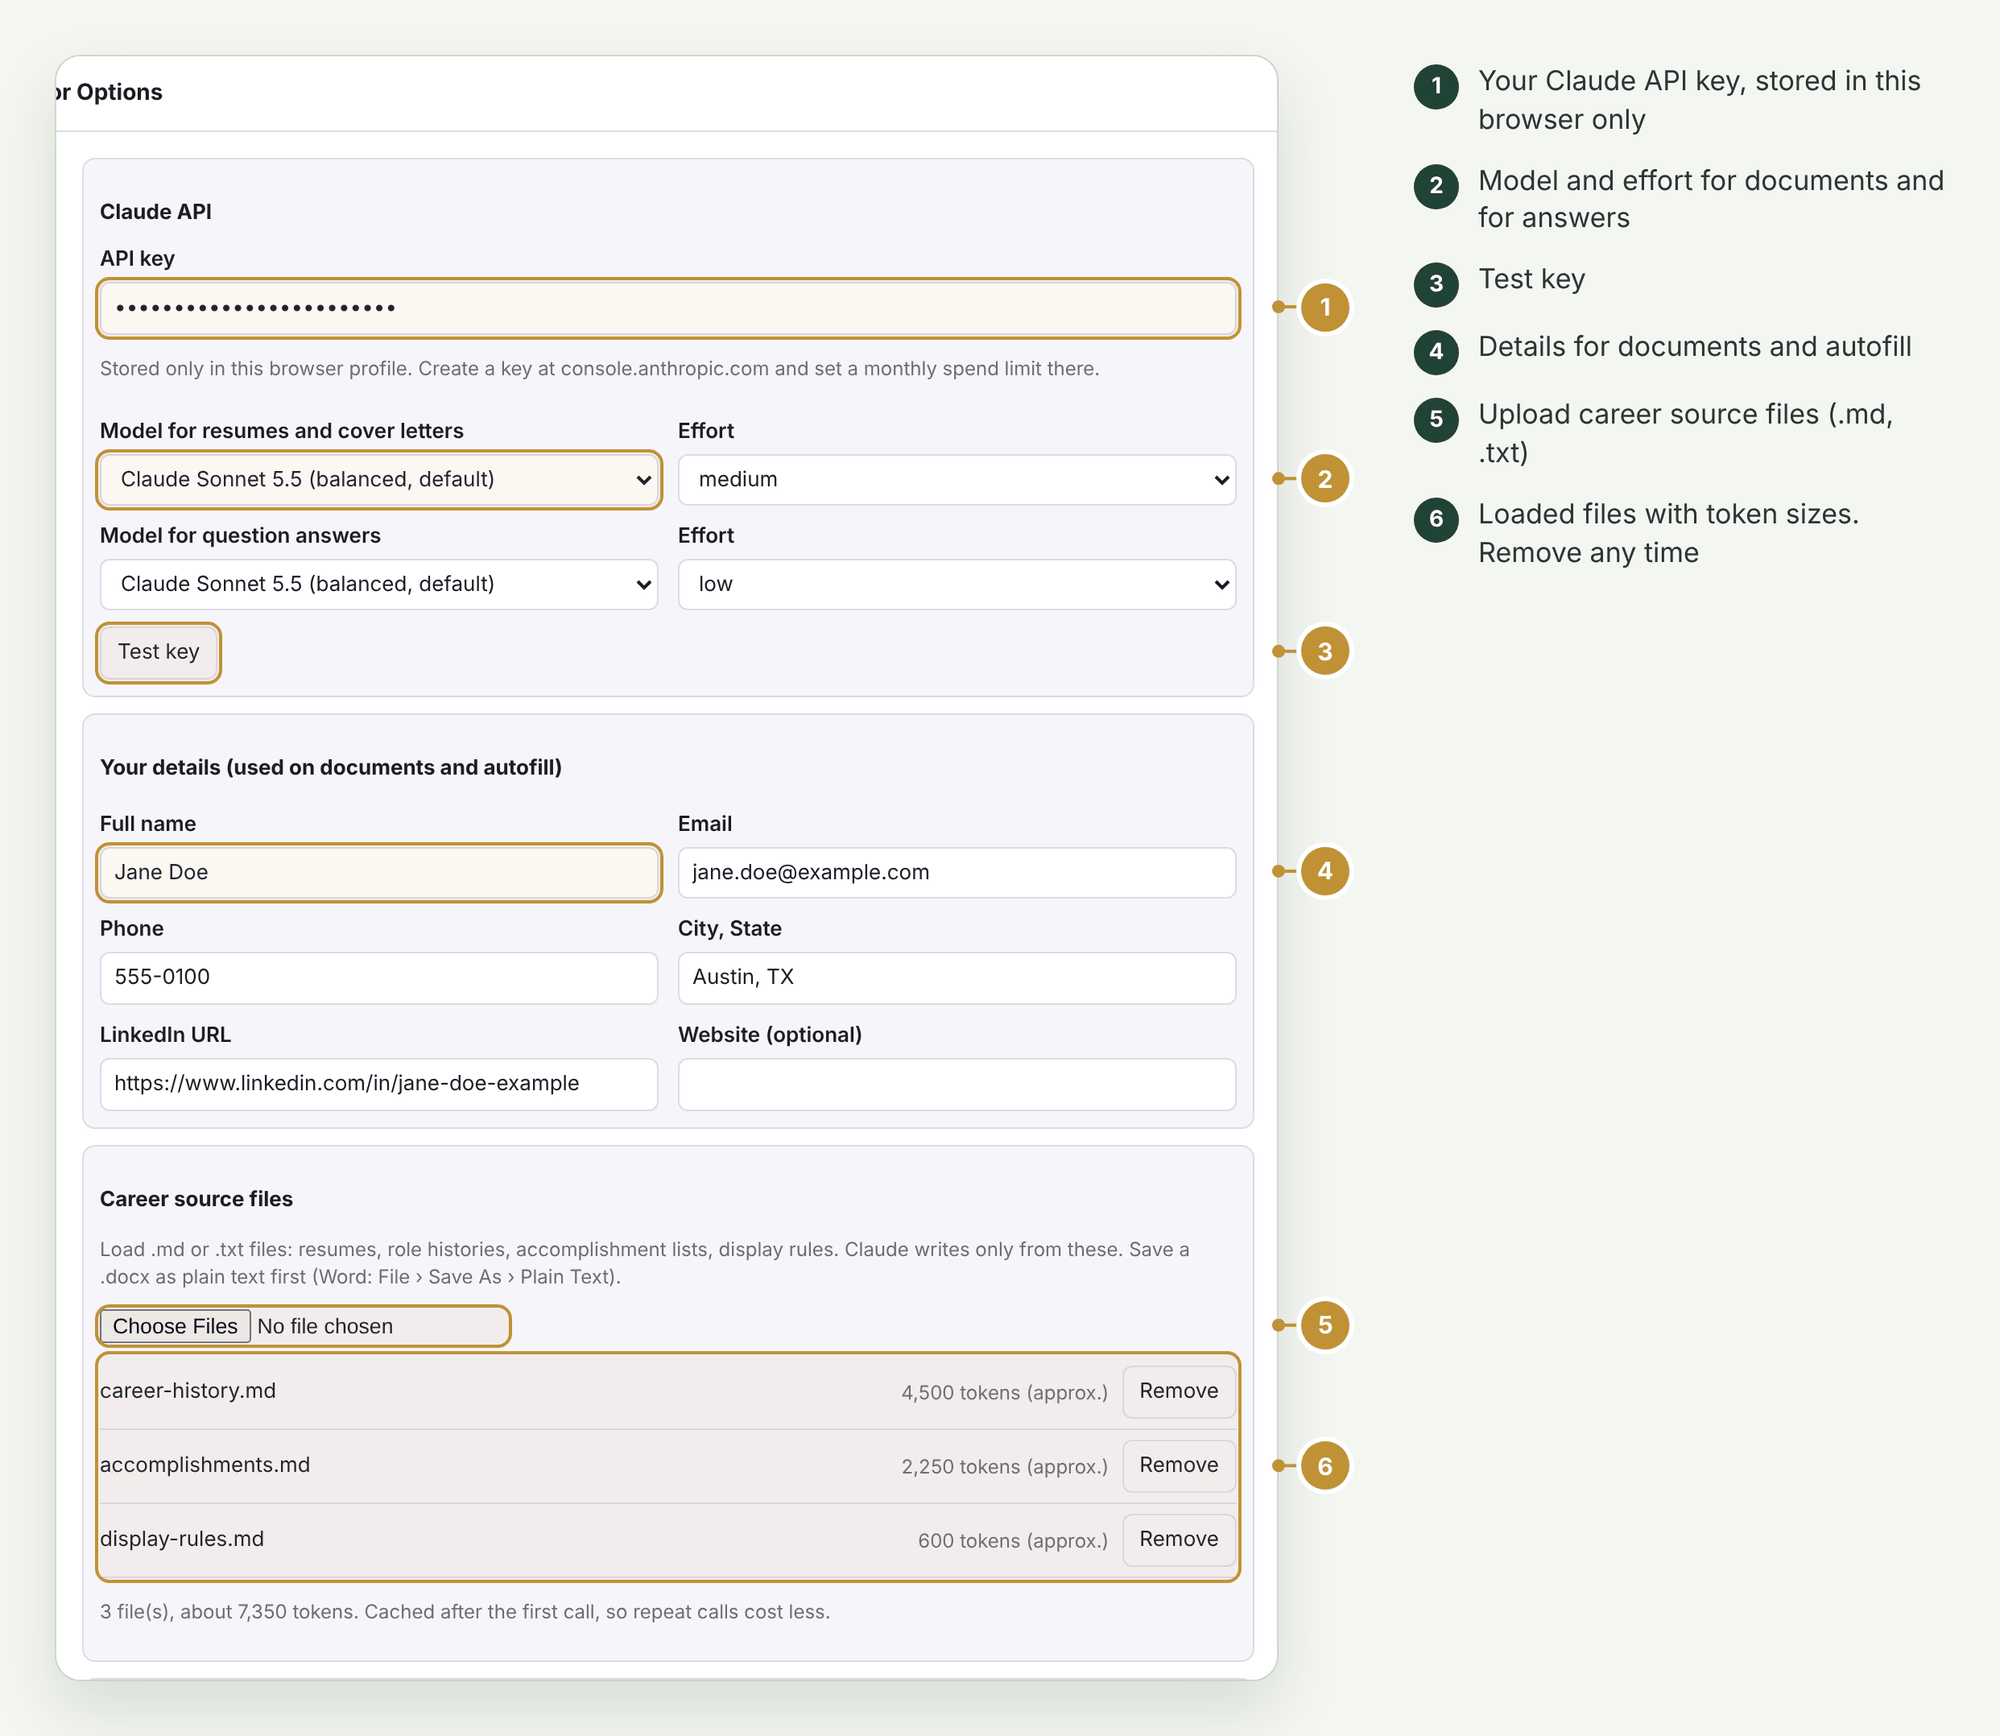 or Options
Claude API
API key
••••••••••••••••••••••••
Stored only in this browser profile. Create a key at console.anthropic.com and set a monthly spend limit there.
Model for resumes and cover letters
Effort
Claude Sonnet 5.5 (balanced, default)
medium
Model for question answers
Effort
Claude Sonnet 5.5 (balanced, default)
low
Test key
Your details (used on documents and autofill)
Full name
Email
Jane Doe
jane.doe@example.com
Phone
City, State
555-0100
Austin, TX
LinkedIn URL
Website (optional)
https://www.linkedin.com/in/jane-doe-example
Career source files
Load .md or .txt files: resumes, role histories, accomplishment lists, display rules. Claude writes only from these. Save a
.docx as plain text first (Word: File › Save As › Plain Text).
Choose Files No file chosen
career-history.md 4,500 tokens (approx.) Remove
accomplishments.md 2,250 tokens (approx.) Remove
display-rules.md 600 tokens (approx.) Remove
3 file(s), about 7,350 tokens. Cached after the first call, so repeat calls cost less.
1
2
3
4
5
6
1 Your Claude API key, stored in this
browser only
2 Model and effort for documents and
for answers
3 Test key
4 Details for documents and autofill
5 Upload career source files (.md,
.txt)
6 Loaded files with token sizes.
Remove any time